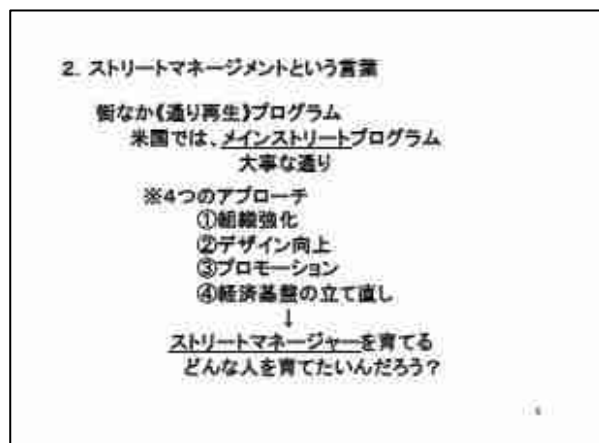 2．ストリートマネージメントという言葉
街なか《通り再生》プログラム
米国では、メインストリートプログラム
大事な通り
※4つのアプローチ
①組織強化
②デザイン向上
③プロモーション
④経済基盤の立て直し
↓
ストリートマネージャーを育てる
どんな人を育てたいんだろう？